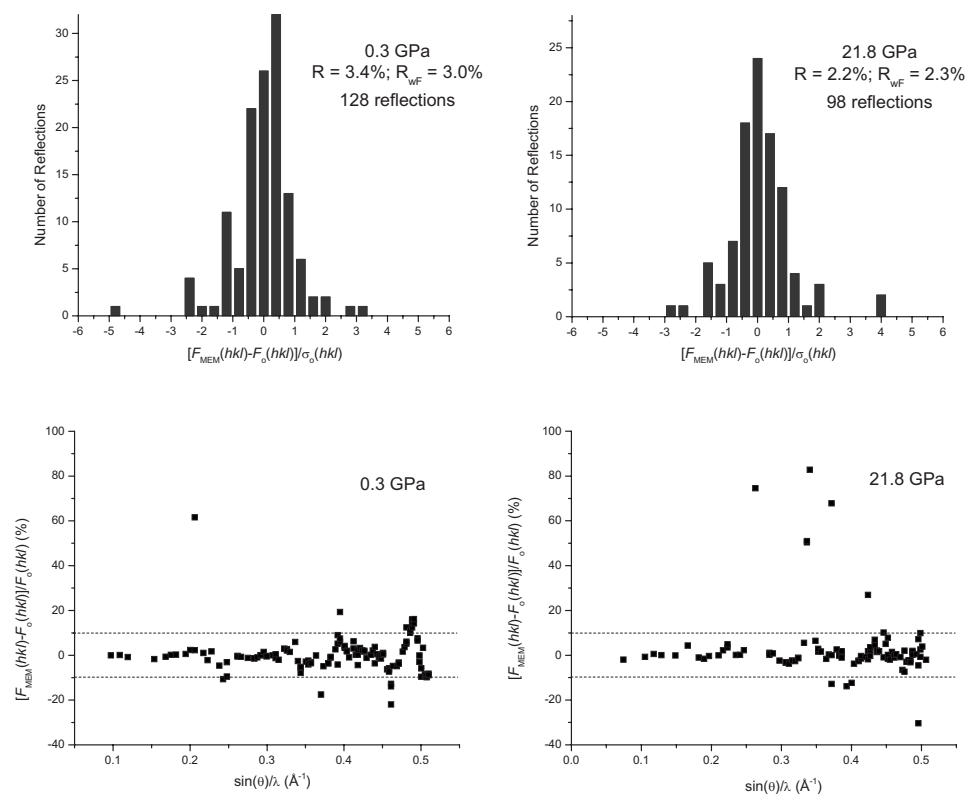 0.3 GPa
R = 3.4%; R_wF = 3.0%
128 reflections
Number of Reflections
30
25
20
15
10
5
0
-6 -5 -4 -3 -2 -1 0 1 2 3 4 5 6
[F_MEM(hkl)-F_o(hkl)]/σ_o(hkl)
21.8 GPa
R = 2.2%; R_wF = 2.3%
98 reflections
Number of Reflections
25
20
15
10
5
0
-6 -5 -4 -3 -2 -1 0 1 2 3 4 5 6
[F_MEM(hkl)-F_o(hkl)]/σ_o(hkl)
0.3 GPa
[F_MEM(hkl)-F_o(hkl)]/F_o(hkl) (%)
100
80
60
40
20
0
-20
-40
0.1 0.2 0.3 0.4 0.5
sin(θ)/λ (Å⁻¹)
21.8 GPa
[F_MEM(hkl)-F_o(hkl)]/F_o(hkl) (%)
100
80
60
40
20
0
-20
-40
0.0 0.1 0.2 0.3 0.4 0.5
sin(θ)/λ (Å⁻¹)